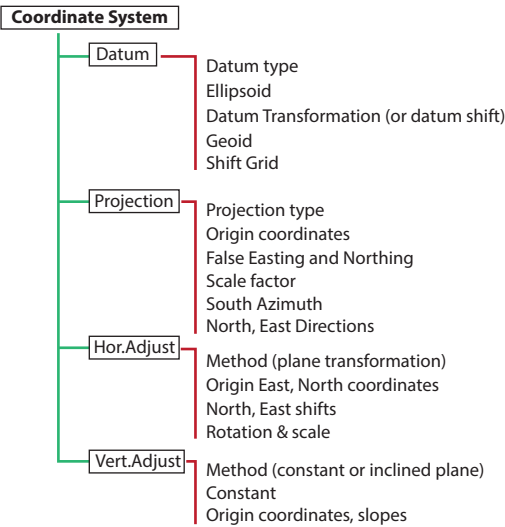 Coordinate System
Datum
Datum type
Ellipsoid
Datum Transformation (or datum shift)
Geoid
Shift Grid
Projection
Projection type
Origin coordinates
False Easting and Northing
Scale factor
South Azimuth
North, East Directions
Hor.Adjust
Method (plane transformation)
Origin East, North coordinates
North, East shifts
Rotation & scale
Vert.Adjust
Method (constant or inclined plane)
Constant
Origin coordinates, slopes